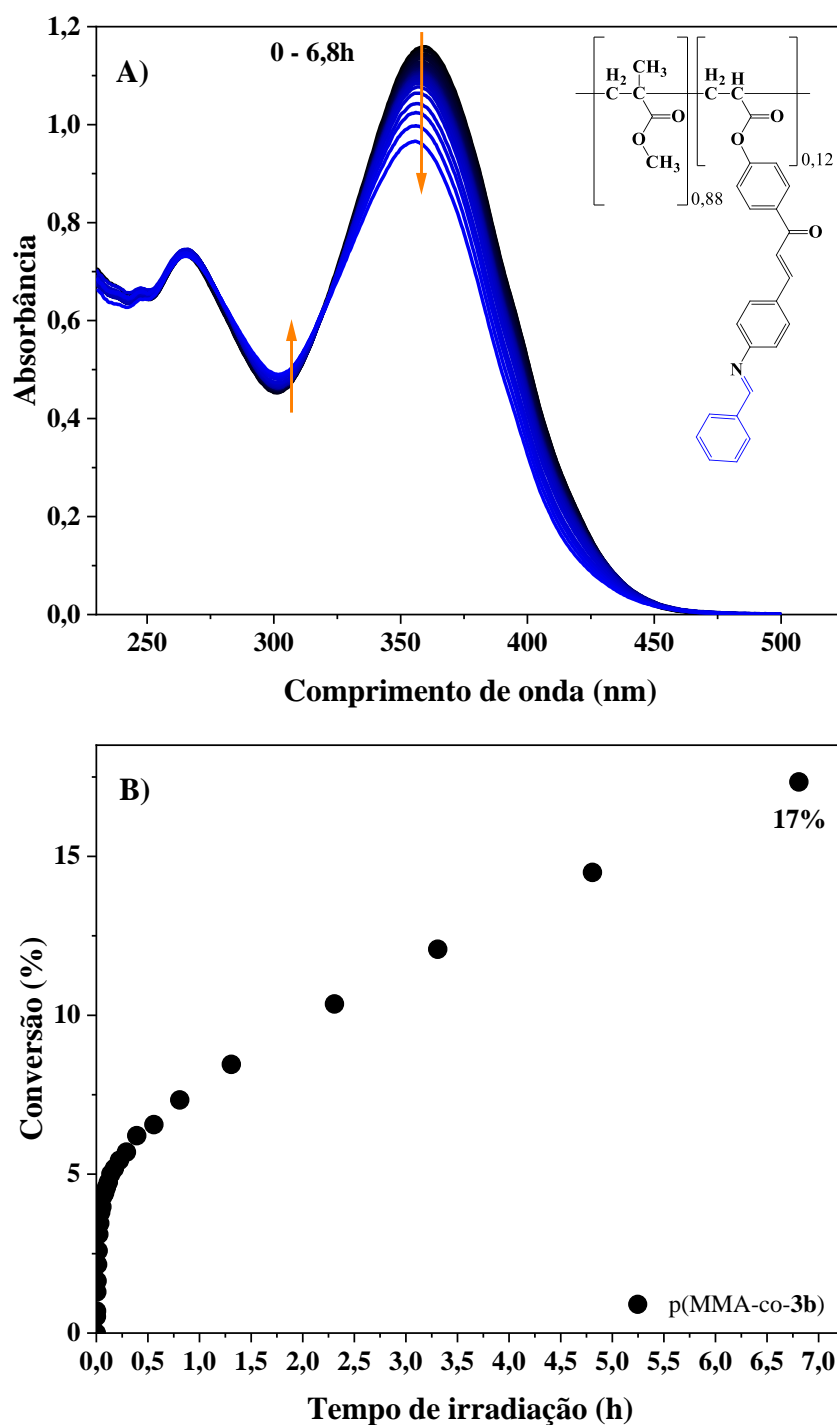 A)
0 - 6,8h
1,2
1,0
0,8
0,6
0,4
0,2
0,0
Absorbância
250 300 350 400 450 500
Comprimento de onda (nm)
H2 CH3 H2 H
C C C C
O O
O O
CH3
0,88
0,12
O
N
B)
17%
15
10
5
0
Conversão (%)
p(MMA-co-3b)
0,0 0,5 1,0 1,5 2,0 2,5 3,0 3,5 4,0 4,5 5,0 5,5 6,0 6,5 7,0
Tempo de irradiação (h)